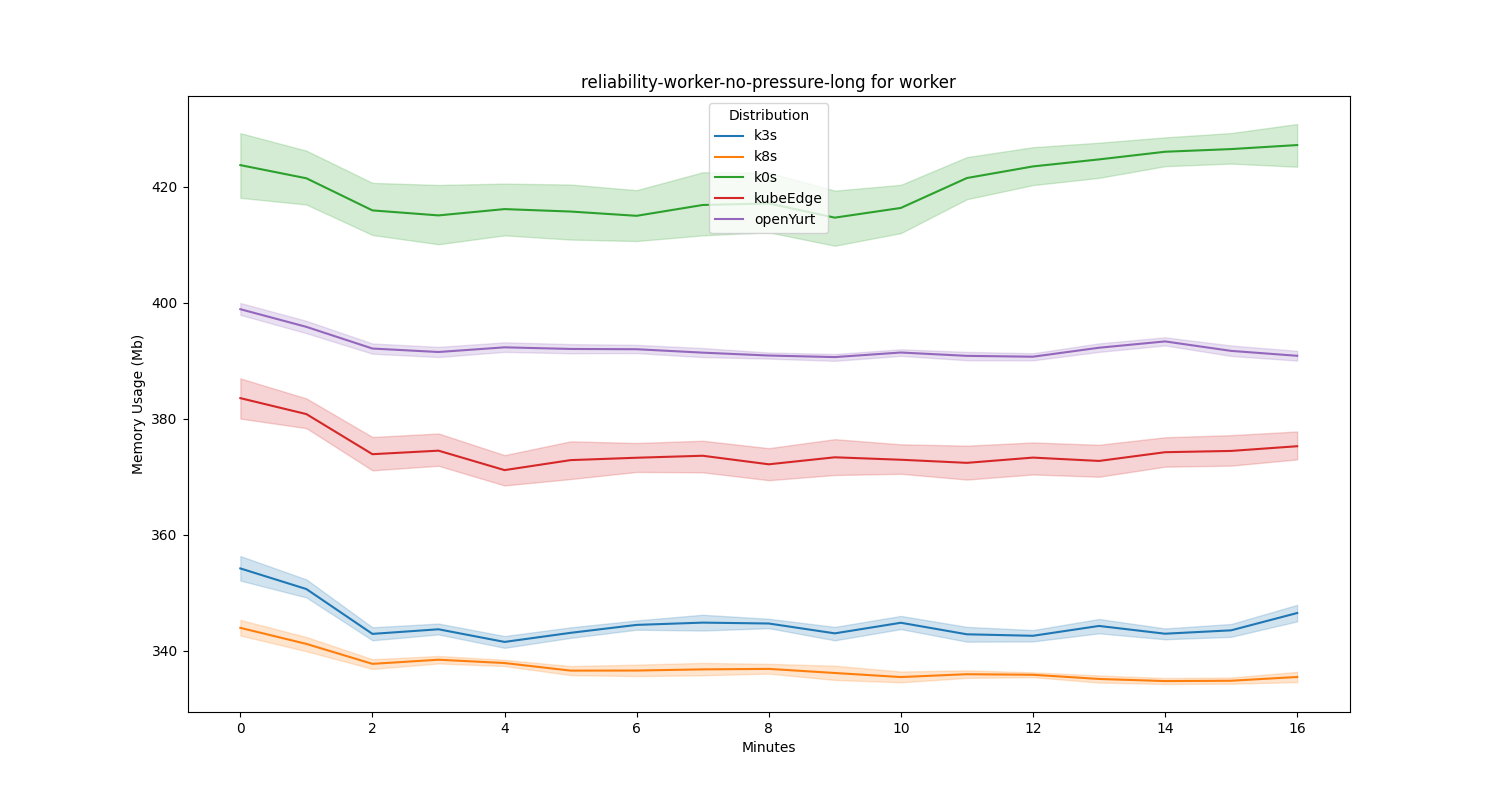 reliability-worker-no-pressure-long for worker
Distribution
k3s
k8s
k0s
kubeEdge
openYurt
Memory Usage (Mb)
420
400
380
360
340
0 2 4 6 8 10 12 14 16
Minutes